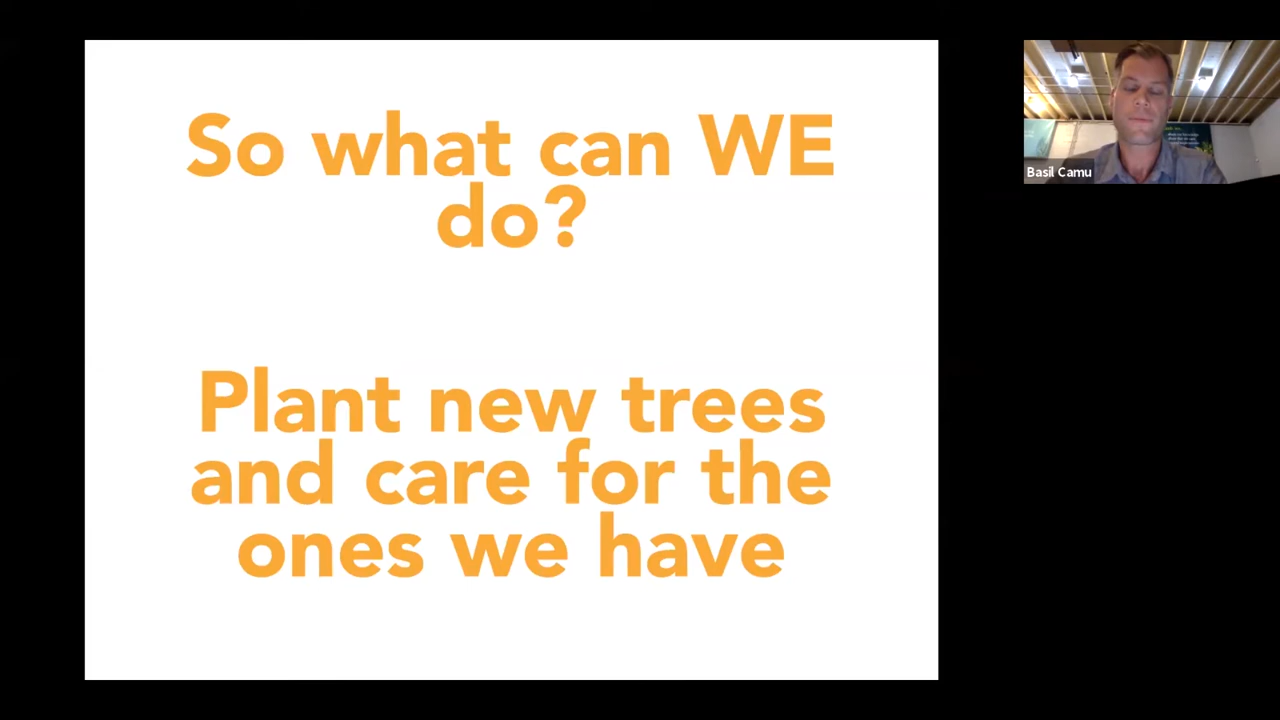 So what can WE
do?
Plant new trees
and care for the
ones we have
Basil Camu